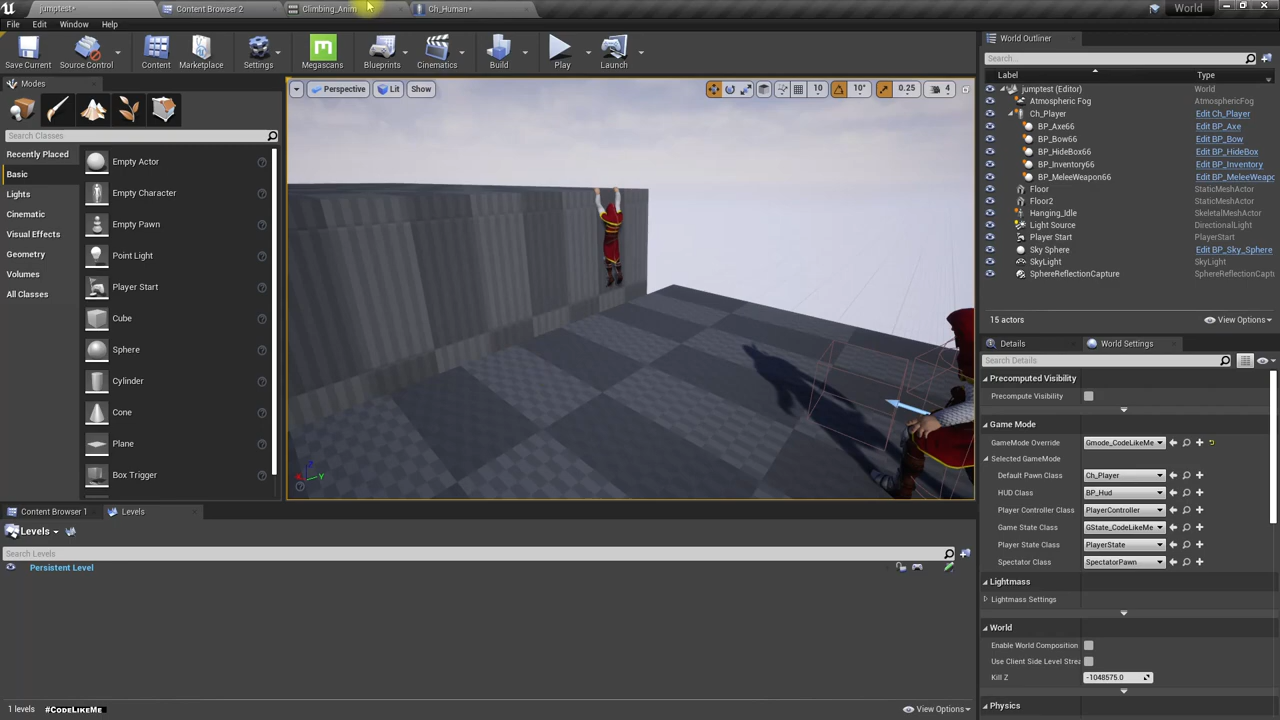 jumptest*
Content Browser 2
Climbing_Anim
Ch_Human*
World
File Edit Window Help
Save Current
Source Control
Content
Marketplace
Settings
Megascans
Blueprints
Cinematics
Build
Play
Launch
Modes
Search Classes
Recently Placed
Basic
Lights
Cinematic
Visual Effects
Geometry
Volumes
All Classes
Empty Actor
Empty Character
Empty Pawn
Point Light
Player Start
Cube
Sphere
Cylinder
Cone
Plane
Box Trigger
Perspective Lit Show
10 10° 0.25 4
Y
World Outliner
Search...
Label Type
jumptest (Editor) World
Atmospheric Fog AtmosphericFog
Ch_Player Edit Ch_Player
BP_Axe66 Edit BP_Axe
BP_Bow66 Edit BP_Bow
BP_HideBox66 Edit BP_HideBox
BP_Inventory66 Edit BP_Inventory
BP_MeleeWeapon66 Edit BP_MeleeWeapo
Floor StaticMeshActor
Floor2 StaticMeshActor
Hanging_Idle SkeletalMeshActor
Light Source DirectionalLight
Player Start PlayerStart
Sky Sphere Edit BP_Sky_Sphere
SkyLight SkyLight
SphereReflectionCapture SphereReflectionCapt
15 actors View Options
Details World Settings
Search Details
Precomputed Visibility
Precompute Visibility
Game Mode
GameMode Override Gmode_CodeLikeMe
Selected GameMode
Default Pawn Class Ch_Player
HUD Class BP_Hud
Player Controller Class PlayerController
Game State Class GState_CodeLikeMe
Player State Class PlayerState
Spectator Class SpectatorPawn
Lightmass
Lightmass Settings
World
Enable World Composition
Use Client Side Level Strea
Kill Z -1048575.0
Physics
Content Browser 1 Levels
Levels
Search Levels
Persistent Level
1 levels #CodeLikeMe View Options